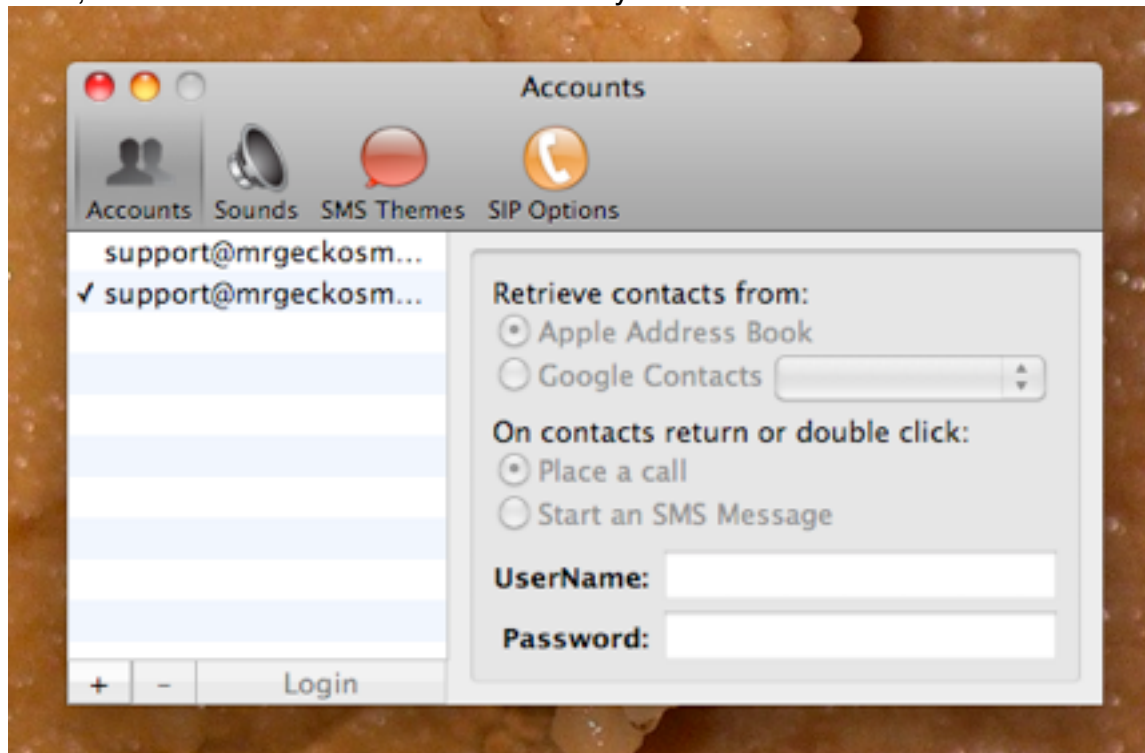 Accounts
Accounts Sounds SMS Themes SIP Options
support@mrgeckosm...
✓ support@mrgeckosm...
Retrieve contacts from:
Apple Address Book
Google Contacts
On contacts return or double click:
Place a call
Start an SMS Message
UserName:
Password:
+ - Login